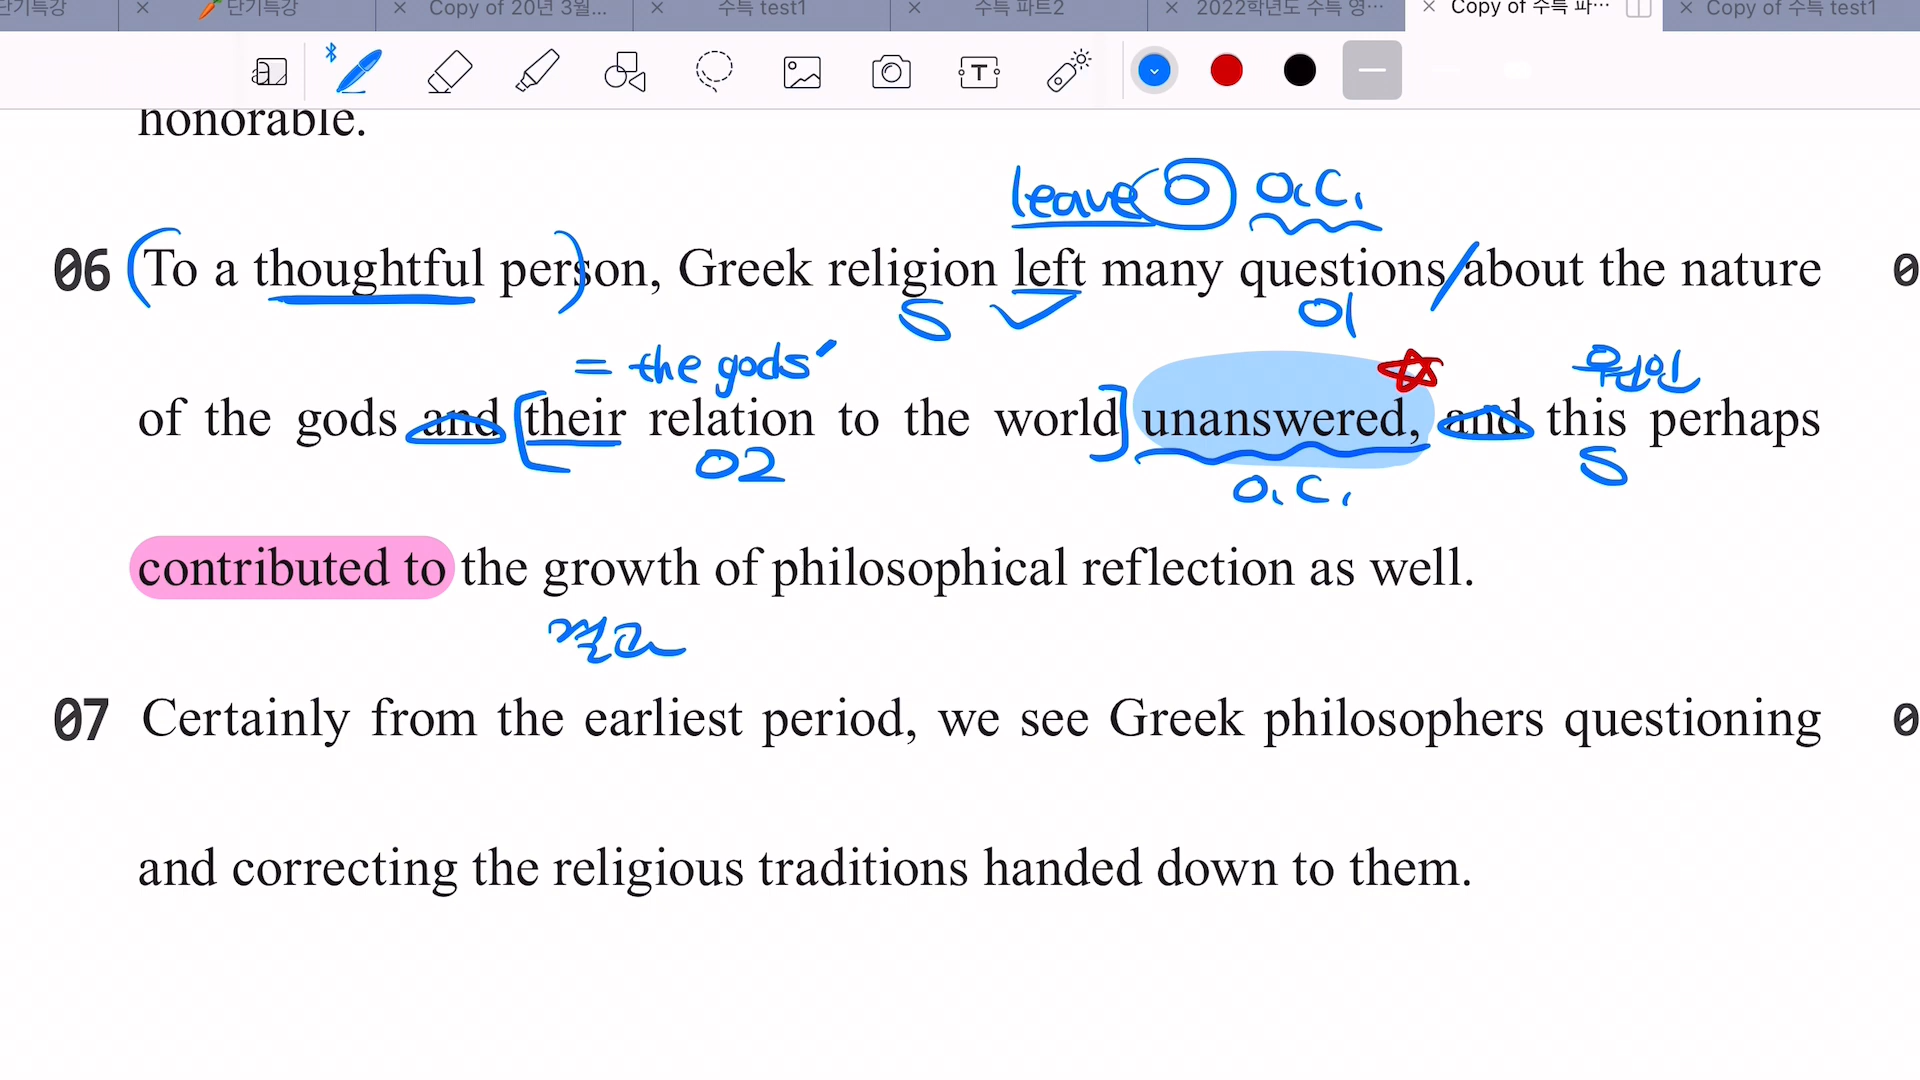 단기특강 × 🥕단기특강 × Copy of 20년 3월... × 수특 test1 × 수특 파트2 × 2022학년도 수특 영... × Copy of 수특 파... × Copy of 수특 test1
T
honorable.
leave O O.C.
06 To a thoughtful person, Greek religion left many questions / about the nature 0
S V O1
= the gods'
원인
of the gods and [their relation to the world] unanswered, and this perhaps
O2 O.C. S
contributed to the growth of philosophical reflection as well.
결과
07 Certainly from the earliest period, we see Greek philosophers questioning 0
and correcting the religious traditions handed down to them.